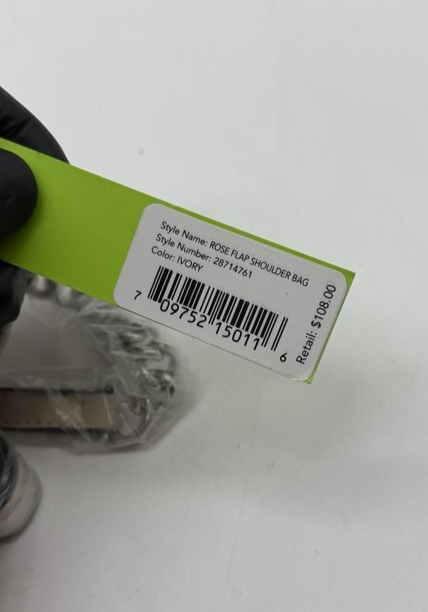 Style Name: ROSE FLAP SHOULDER BAG
Style Number: 28714761
Color: IVORY
7 09752 15011 6
Retail: $108.00